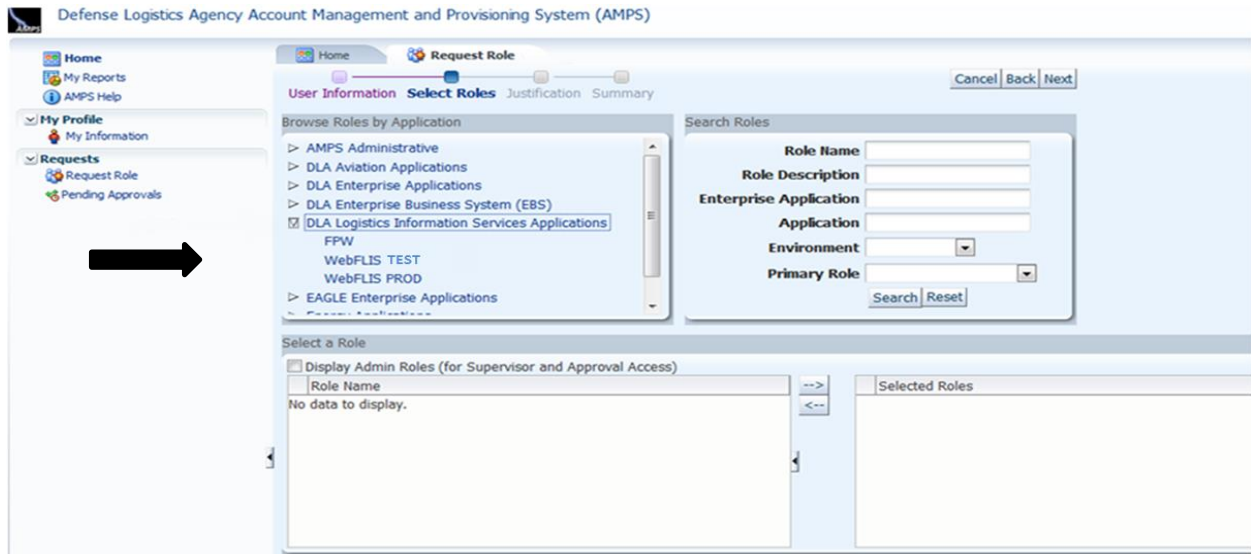 AMPS
Defense Logistics Agency Account Management and Provisioning System (AMPS)
Home
My Reports
AMPS Help
My Profile
My Information
Requests
Request Role
Pending Approvals
Home
Request Role
User Information Select Roles Justification Summary
Cancel Back Next
Browse Roles by Application
AMPS Administrative
DLA Aviation Applications
DLA Enterprise Applications
DLA Enterprise Business System (EBS)
DLA Logistics Information Services Applications
FPW
WebFLIS TEST
WebFLIS PROD
EAGLE Enterprise Applications
Search Roles
Role Name
Role Description
Enterprise Application
Application
Environment
Primary Role
Search Reset
Select a Role
Display Admin Roles (for Supervisor and Approval Access)
Role Name
No data to display.
-->
<--
Selected Roles